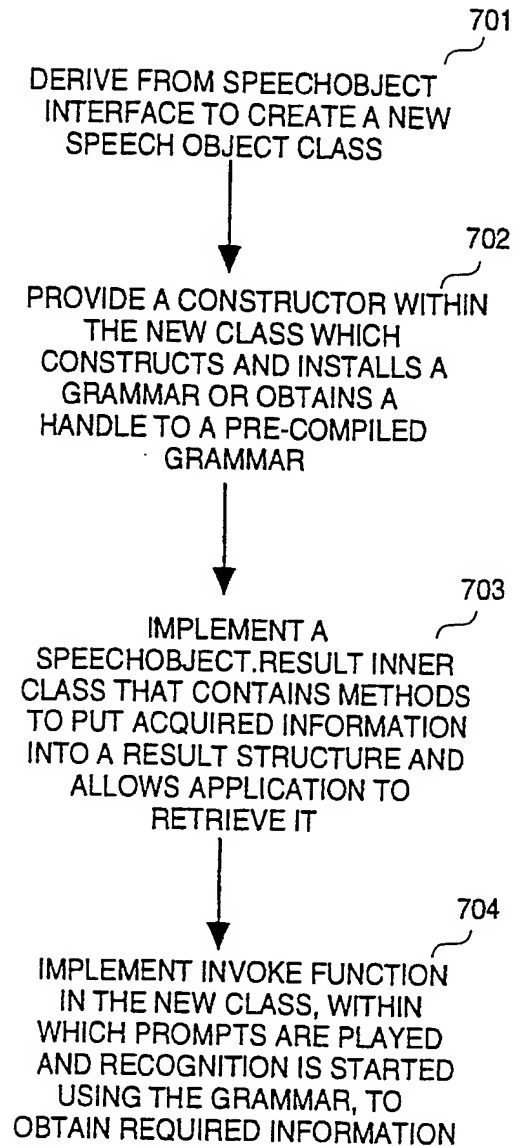 701
DERIVE FROM SPEECHOBJECT
INTERFACE TO CREATE A NEW
SPEECH OBJECT CLASS
702
PROVIDE A CONSTRUCTOR WITHIN
THE NEW CLASS WHICH
CONSTRUCTS AND INSTALLS A
GRAMMAR OR OBTAINS A
HANDLE TO A PRE-COMPILED
GRAMMAR
703
IMPLEMENT A
SPEECHOBJECT.RESULT INNER
CLASS THAT CONTAINS METHODS
TO PUT ACQUIRED INFORMATION
INTO A RESULT STRUCTURE AND
ALLOWS APPLICATION TO
RETRIEVE IT
704
IMPLEMENT INVOKE FUNCTION
IN THE NEW CLASS, WITHIN
WHICH PROMPTS ARE PLAYED
AND RECOGNITION IS STARTED
USING THE GRAMMAR, TO
OBTAIN REQUIRED INFORMATION